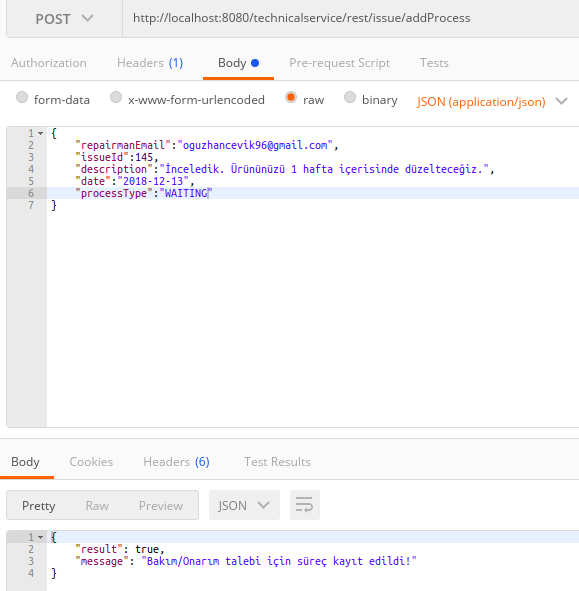 POST http://localhost:8080/technicalservice/rest/issue/addProcess
Authorization Headers (1) Body Pre-request Script Tests
form-data x-www-form-urlencoded raw binary JSON (application/json)
1 {
2 "repairmanEmail":"oguzhancevik96@gmail.com",
3 "issueId":145,
4 "description":"İnceledik. Ürününüzü 1 hafta içerisinde düzelteceğiz.",
5 "date":"2018-12-13",
6 "processType":"WAITING"
7 }
Body Cookies Headers (6) Test Results
Pretty Raw Preview JSON
1 {
2 "result": true,
3 "message": "Bakım/Onarım talebi için süreç kayıt edildi!"
4 }